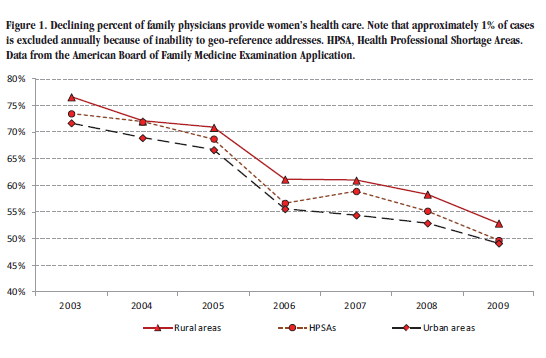 Figure 1. Declining percent of family physicians provide women's health care. Note that approximately 1% of cases
is excluded annually because of inability to geo-reference addresses. HPSA, Health Professional Shortage Areas.
Data from the American Board of Family Medicine Examination Application.
80%
75%
70%
65%
60%
55%
50%
45%
40%
2003 2004 2005 2006 2007 2008 2009
Rural areas HPSAs Urban areas